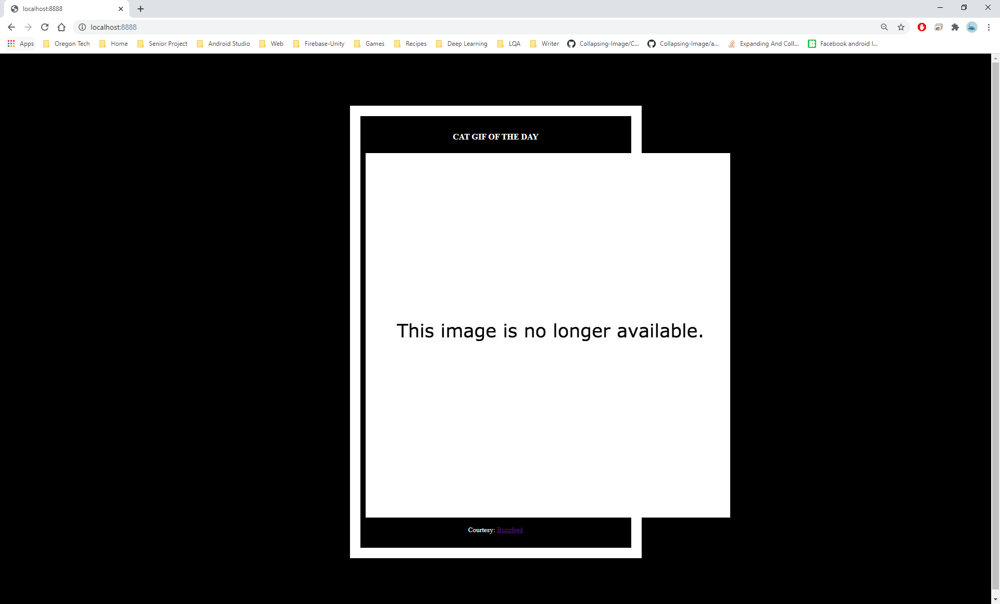 localhost:8888
localhost:8888
Apps Oregon Tech Home Senior Project Android Studio Web Firebase-Unity Games Recipes Deep Learning LQA Writer Collapsing-Image/C... Collapsing-Image/a... Expanding And Coll... Facebook android l...
CAT GIF OF THE DAY
This image is no longer available.
Courtesy: Buzzfeed